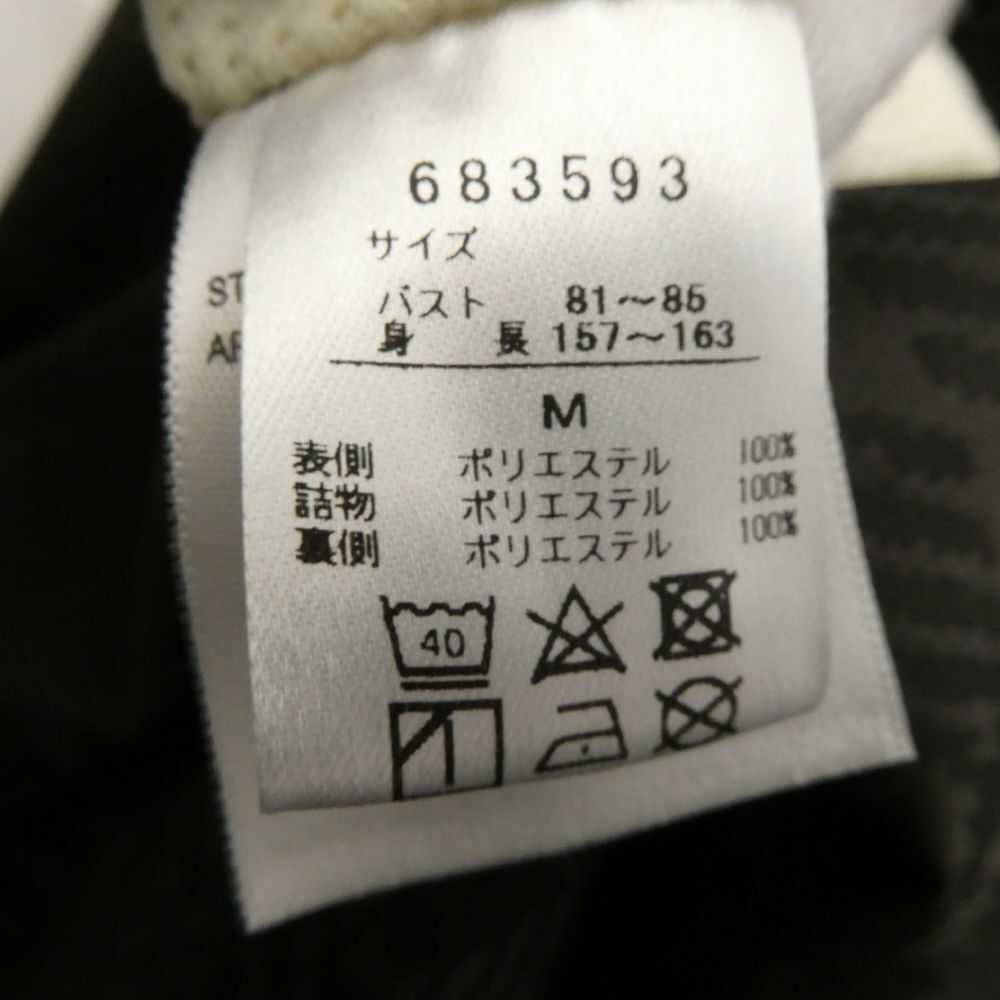 683593
サイズ
バスト 81〜85
身長 157〜163
M
表側 ポリエステル 100%
詰物 ポリエステル 100%
裏側 ポリエステル 100%
40